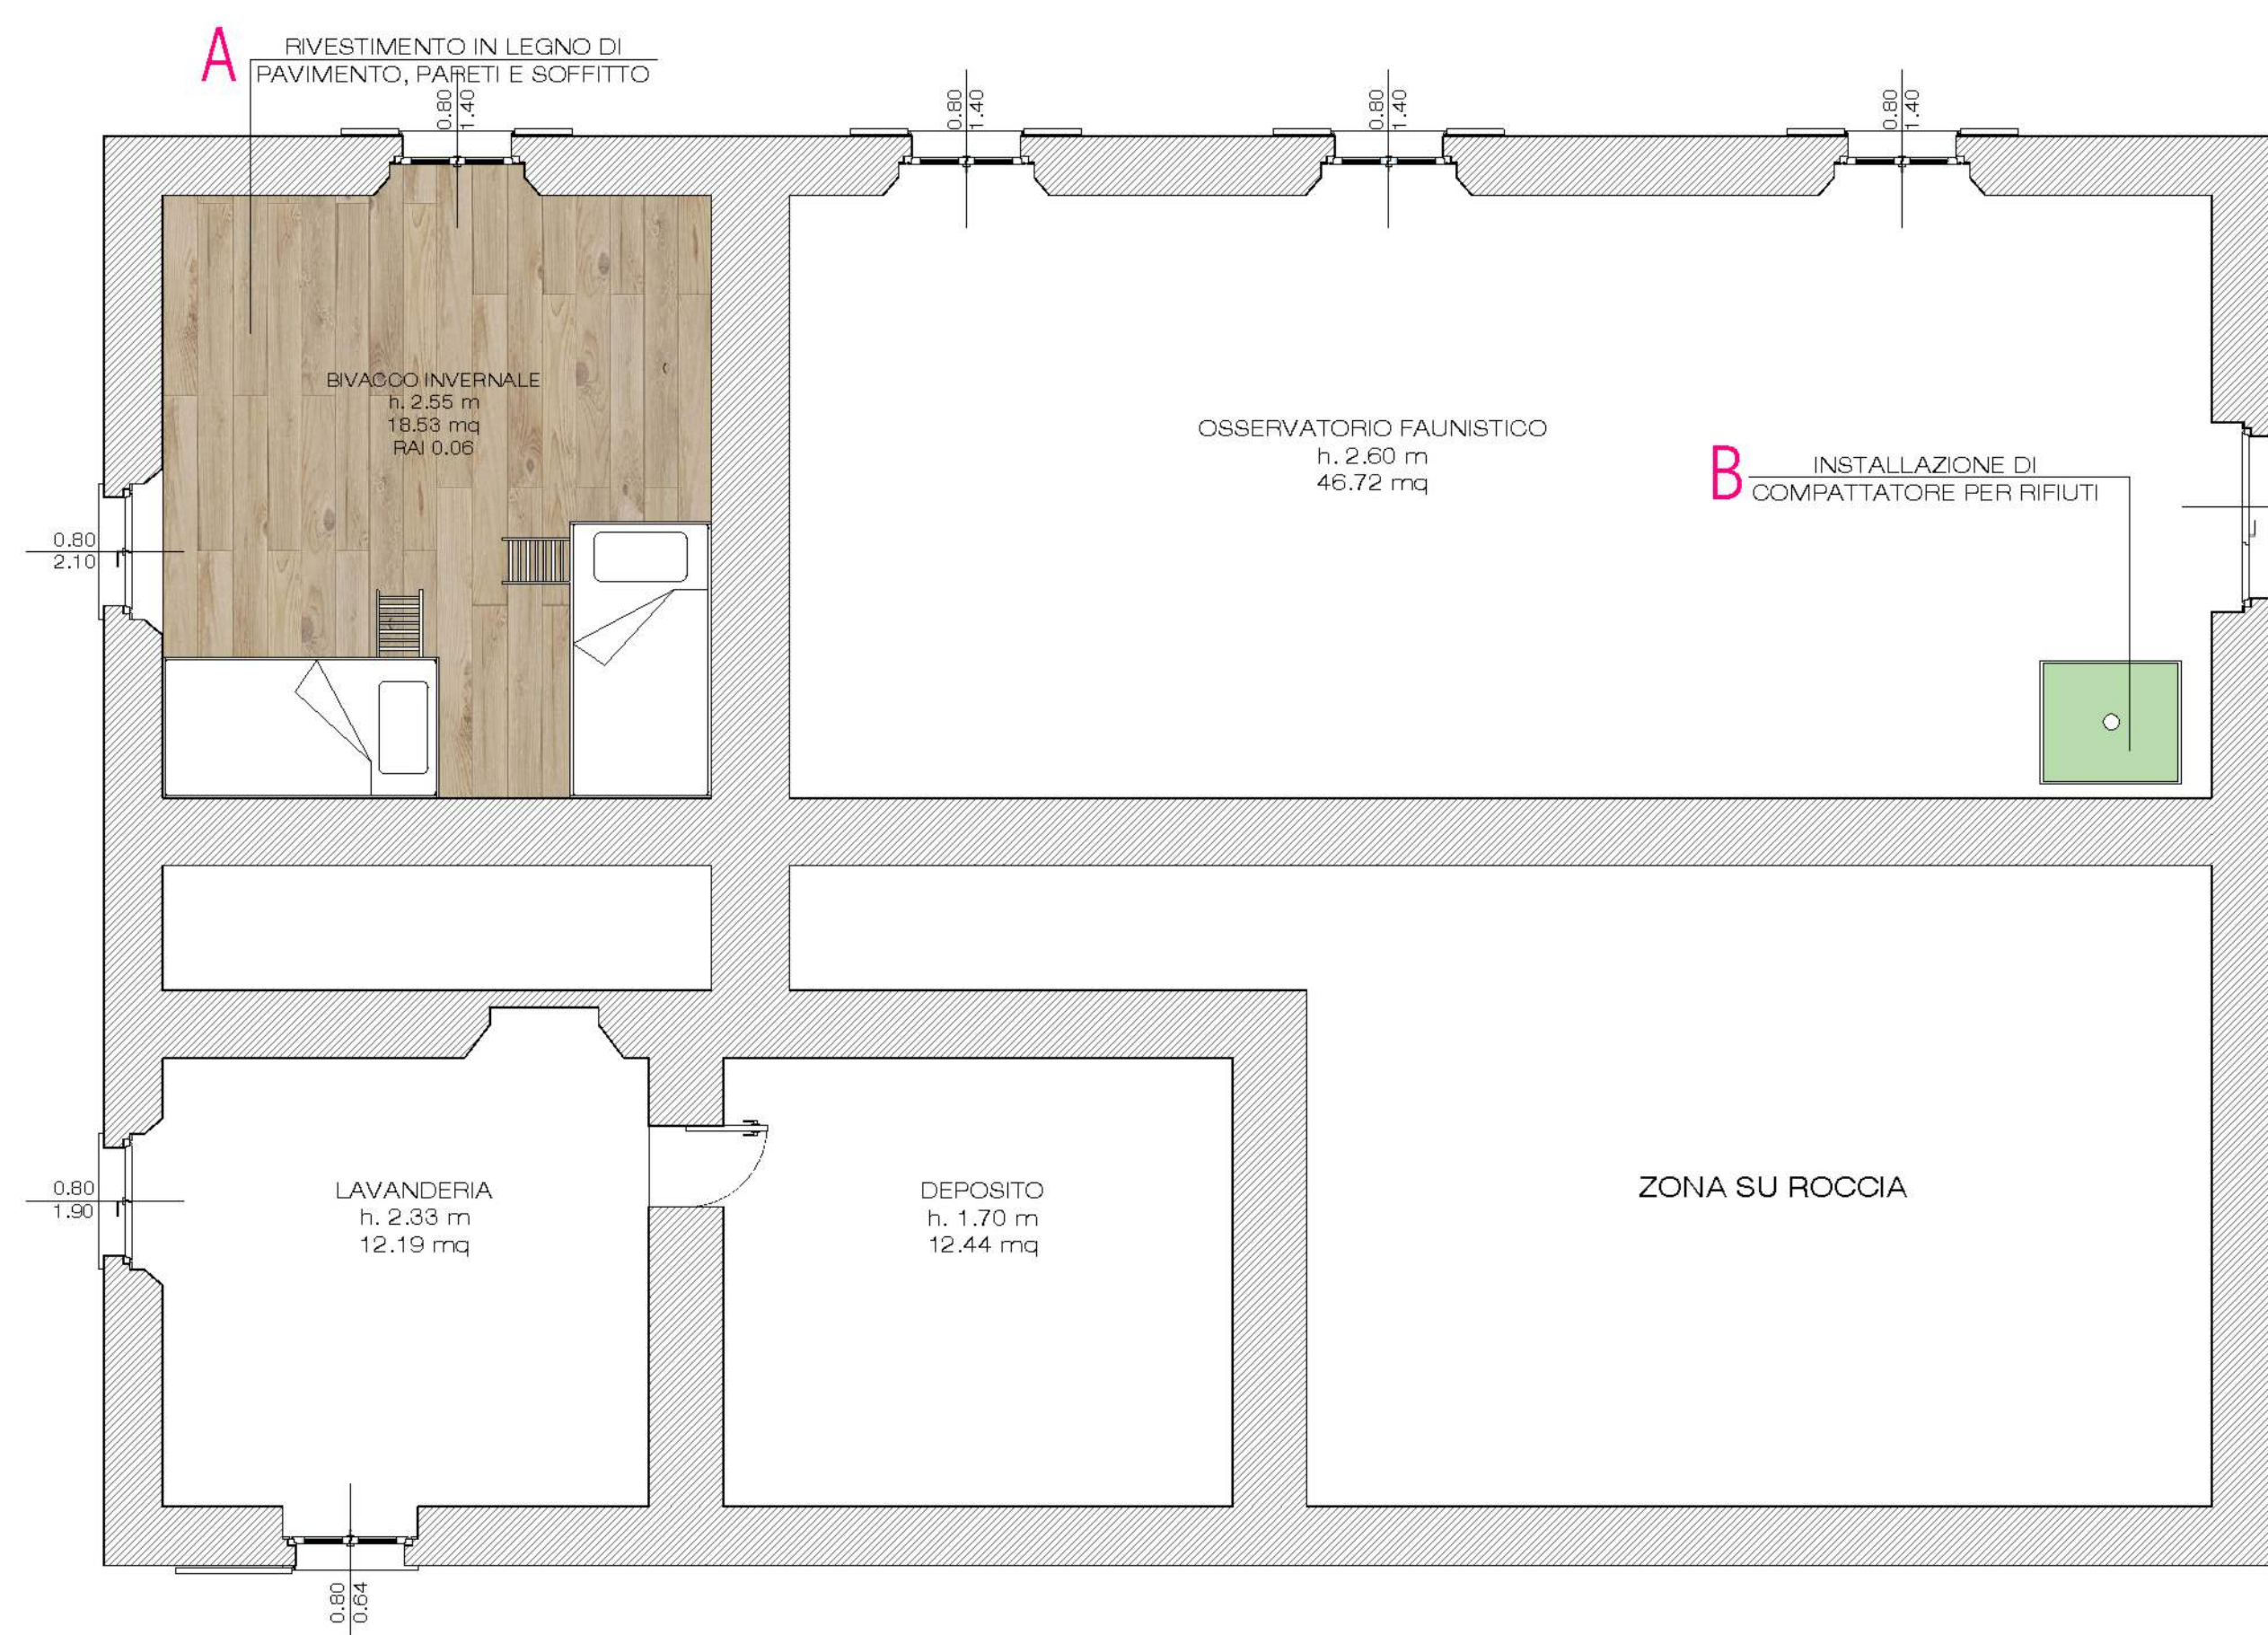 A
RIVESTIMENTO IN LEGNO DI
PAVIMENTO, PARETI E SOFFITTO
0.80
1.40
0.80
1.40
0.80
1.40
0.80
1.40
BIVACCO INVERNALE
h. 2.55 m
18.53 mq
RAI 0.06
OSSERVATORIO FAUNISTICO
h. 2.60 m
46.72 mq
B
INSTALLAZIONE DI
COMPATTATORE PER RIFIUTI
0.80
2.10
LAVANDERIA
h. 2.33 m
12.19 mq
DEPOSITO
h. 1.70 m
12.44 mq
ZONA SU ROCCIA
0.80
1.90
0.80
0.64